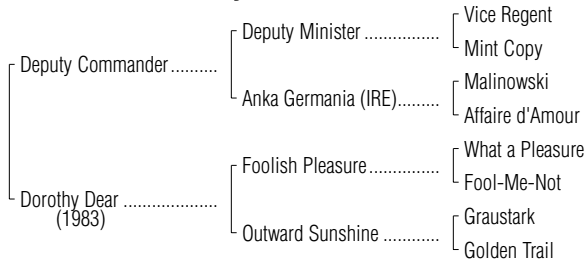 Vice Regent
Deputy Minister ................
Mint Copy
Deputy Commander..........
Malinowski
Anka Germania (IRE).........
Affaire d'Amour
What a Pleasure
Foolish Pleasure...............
Fool-Me-Not
Dorothy Dear ....................
(1983)
Graustark
Outward Sunshine ............
Golden Trail